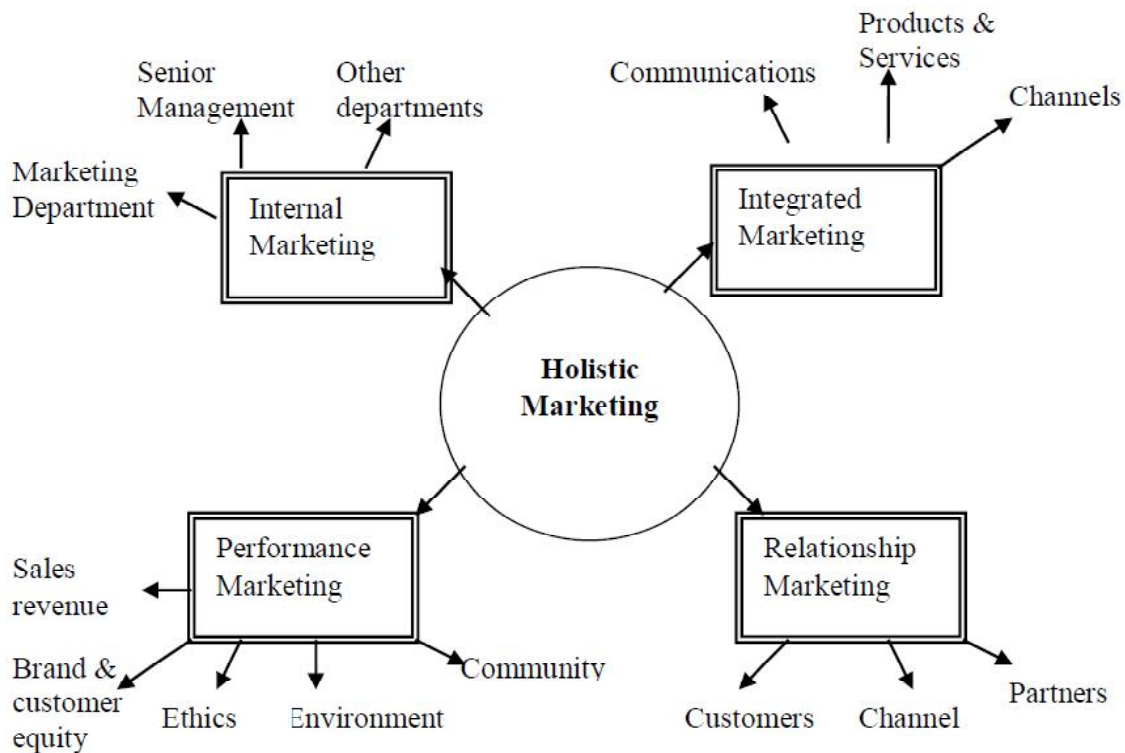 Senior
Management
Other
departments
Communications
Products &
Services
Channels
Marketing
Department
Internal
Marketing
Integrated
Marketing
Holistic
Marketing
Performance
Marketing
Relationship
Marketing
Sales
revenue
Brand &
customer
equity
Ethics
Environment
Community
Customers
Channel
Partners